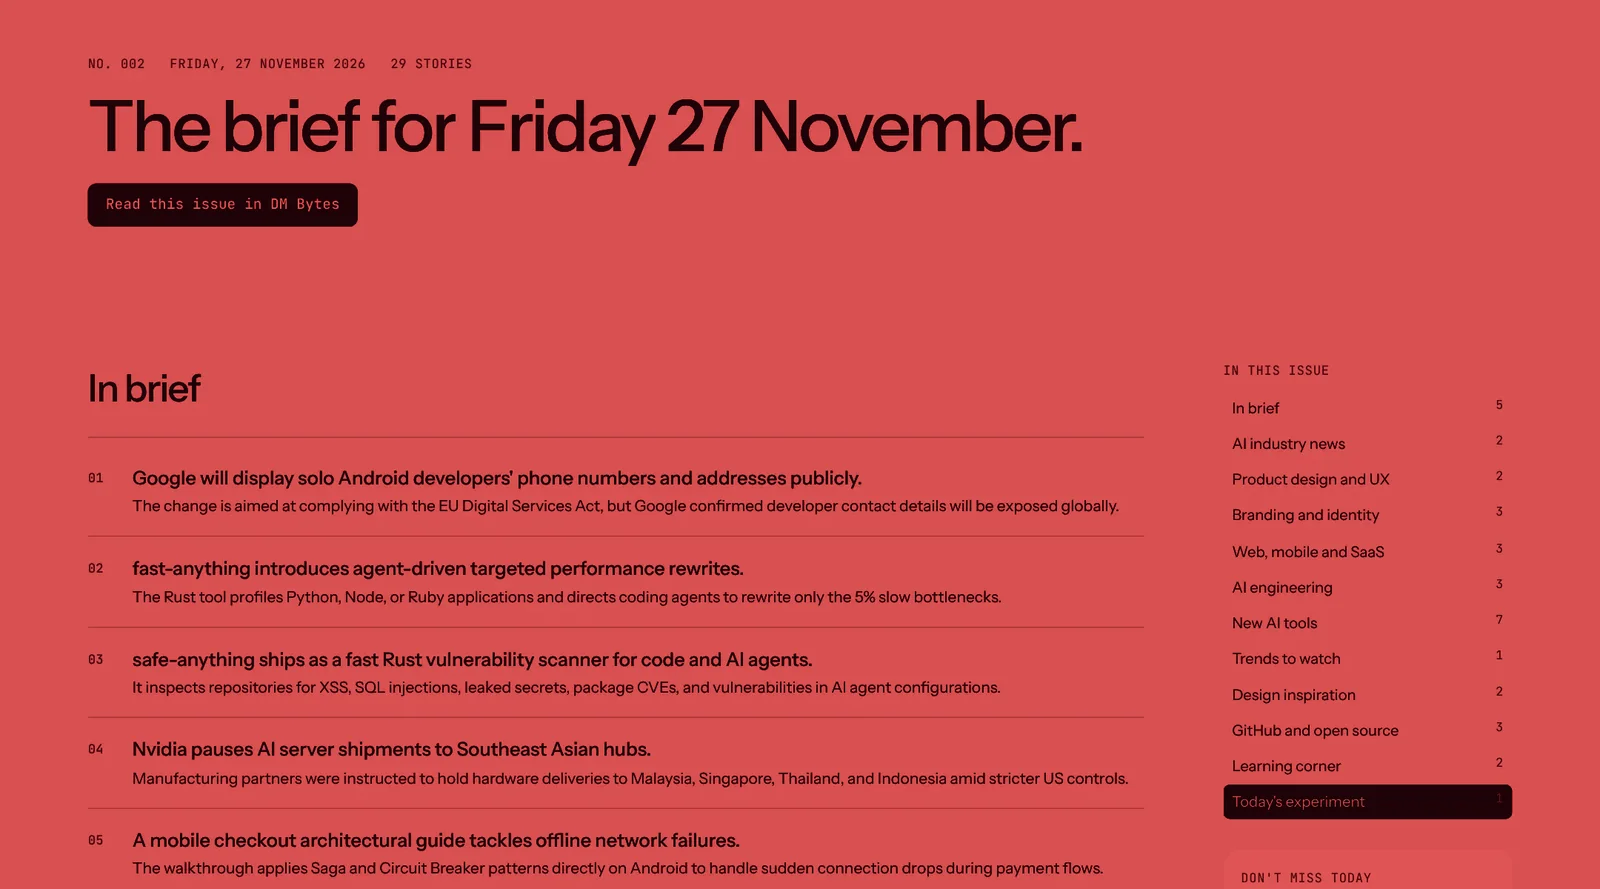 NO. 002 FRIDAY, 27 NOVEMBER 2026 29 STORIES
The brief for Friday 27 November.
Read this issue in DM Bytes
In brief
01 Google will display solo Android developers' phone numbers and addresses publicly.
The change is aimed at complying with the EU Digital Services Act, but Google confirmed developer contact details will be exposed globally.
02 fast-anything introduces agent-driven targeted performance rewrites.
The Rust tool profiles Python, Node, or Ruby applications and directs coding agents to rewrite only the 5% slow bottlenecks.
03 safe-anything ships as a fast Rust vulnerability scanner for code and AI agents.
It inspects repositories for XSS, SQL injections, leaked secrets, package CVEs, and vulnerabilities in AI agent configurations.
04 Nvidia pauses AI server shipments to Southeast Asian hubs.
Manufacturing partners were instructed to hold hardware deliveries to Malaysia, Singapore, Thailand, and Indonesia amid stricter US controls.
05 A mobile checkout architectural guide tackles offline network failures.
The walkthrough applies Saga and Circuit Breaker patterns directly on Android to handle sudden connection drops during payment flows.
IN THIS ISSUE
In brief 5
AI industry news 2
Product design and UX 2
Branding and identity 3
Web, mobile and SaaS 3
AI engineering 3
New AI tools 7
Trends to watch 1
Design inspiration 2
GitHub and open source 3
Learning corner 2
Today's experiment 1
DON'T MISS TODAY